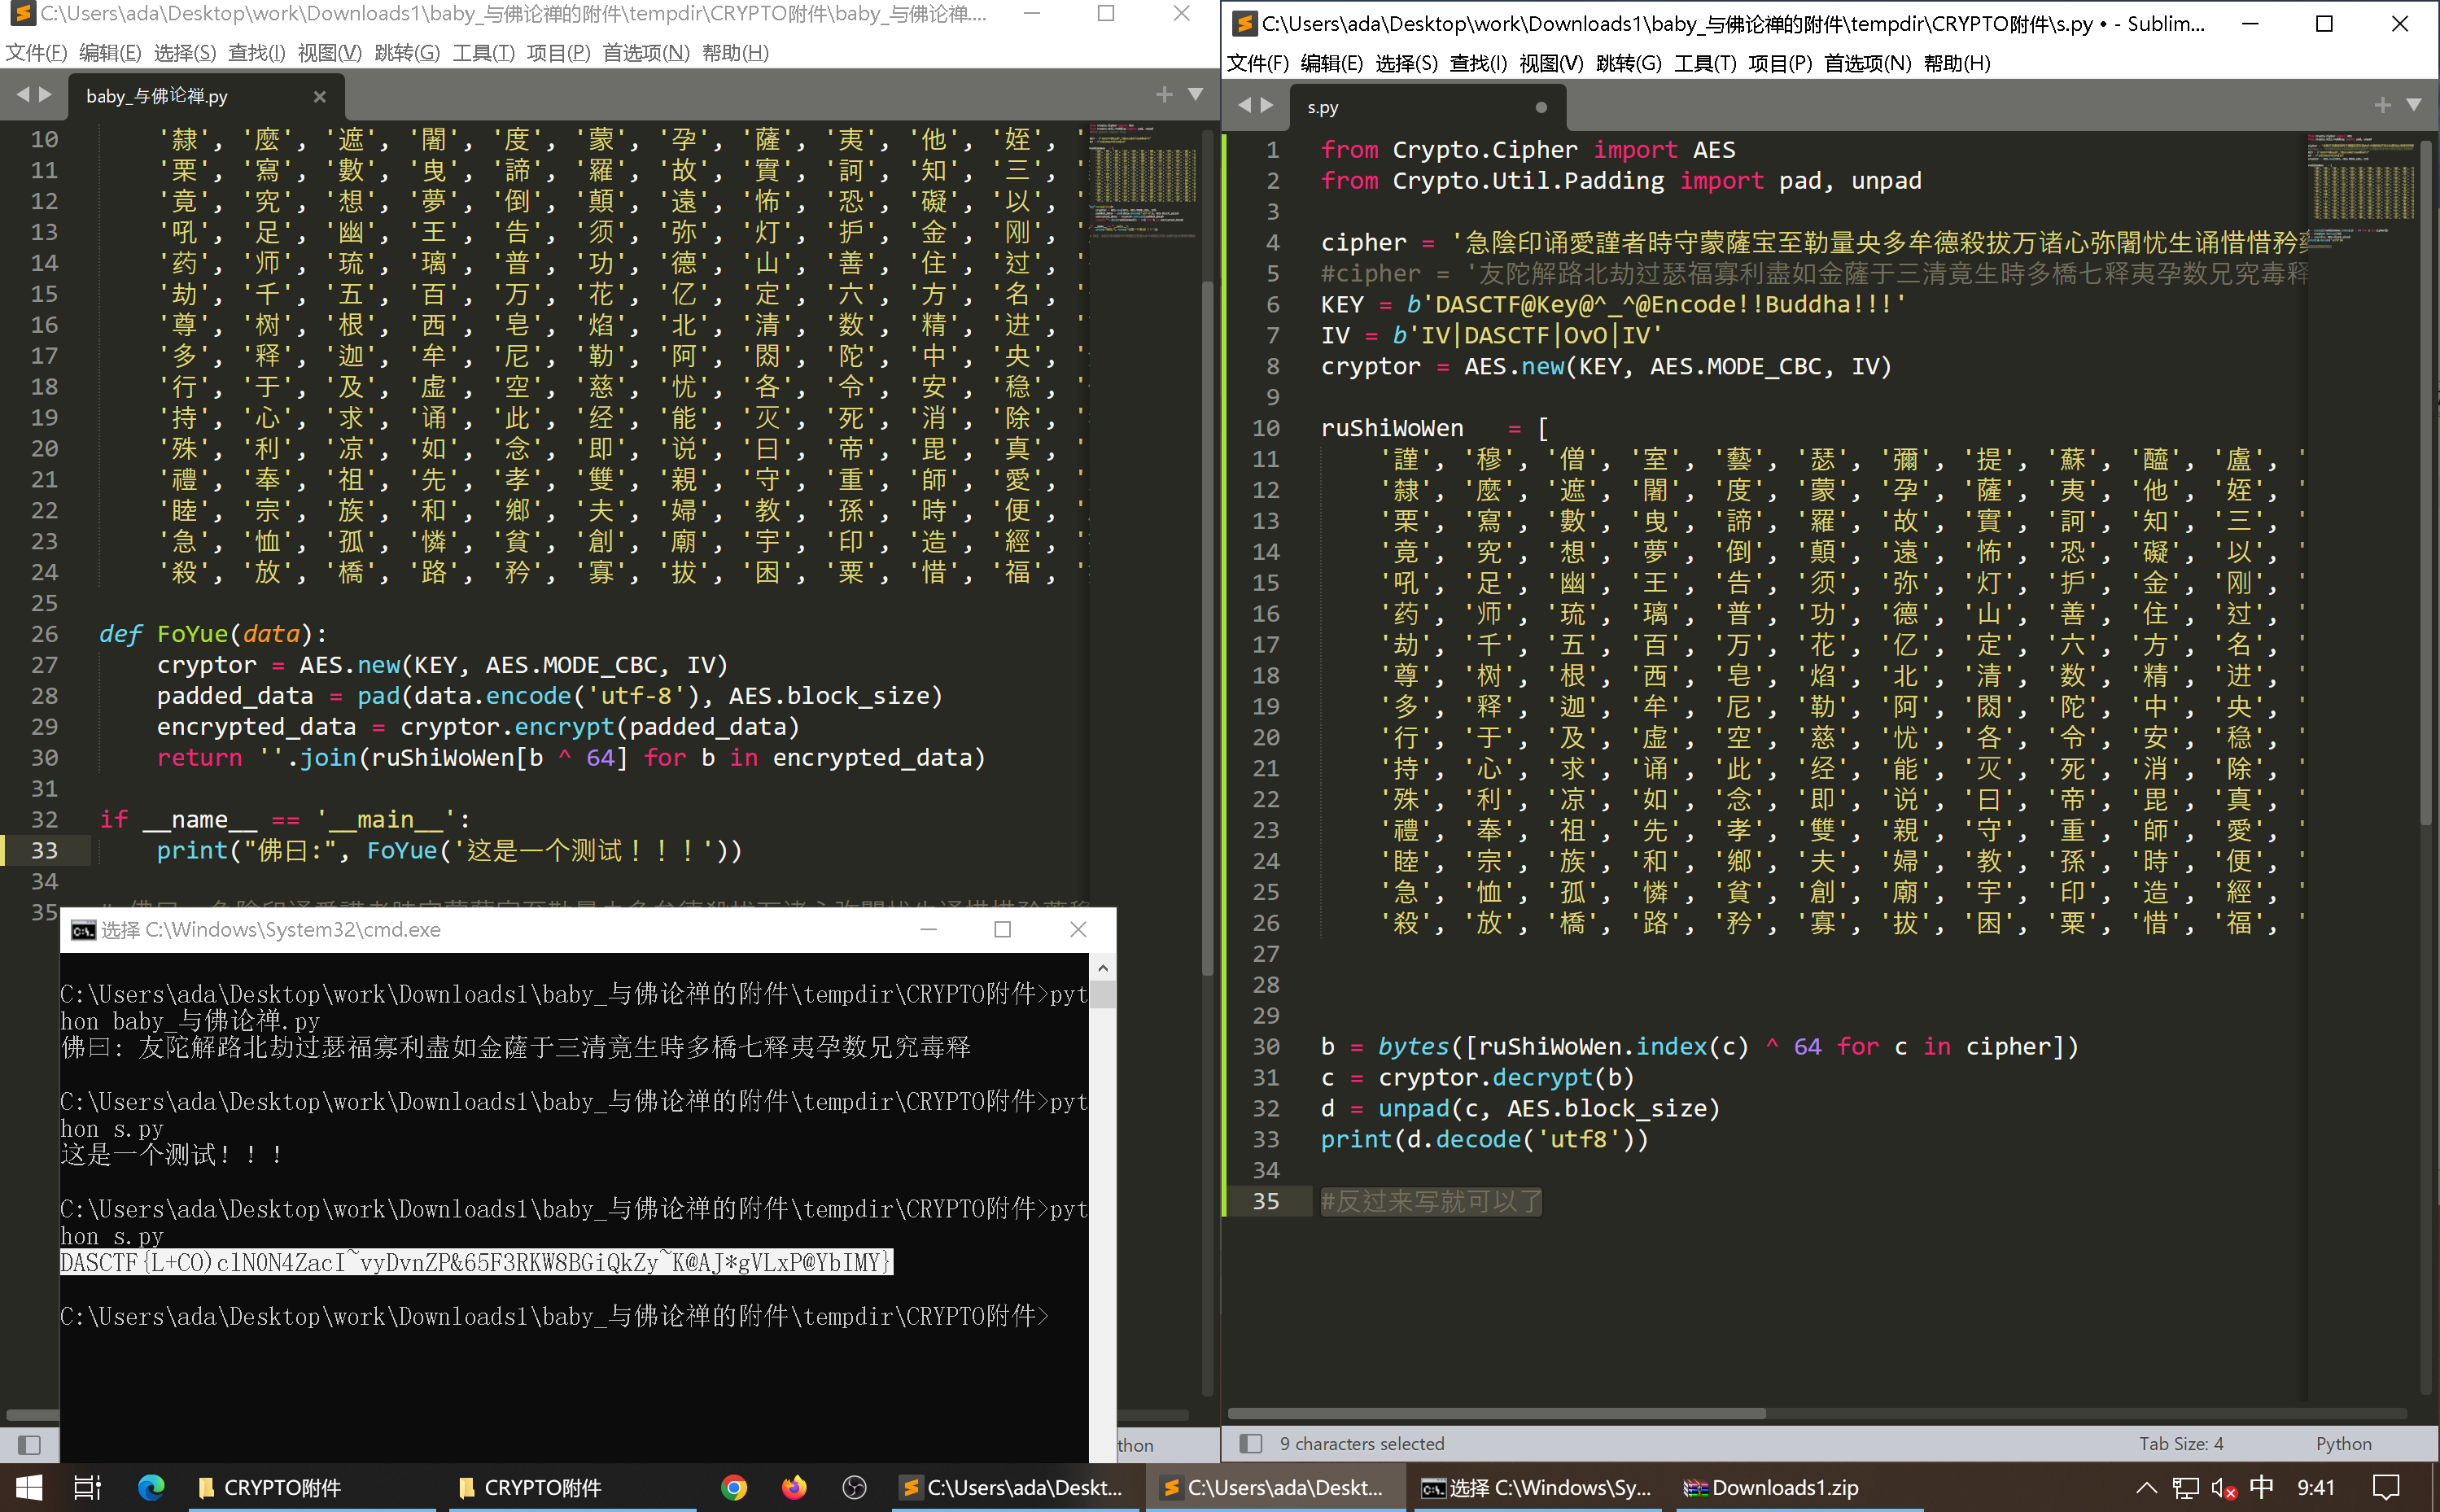 C:\Users\ada\Desktop\work\Downloads1\baby_与佛论禅的附件\tempdir\CRYPTO附件\baby_与佛论禅....
文件(F) 编辑(E) 选择(S) 查找(I) 视图(V) 跳转(G) 工具(T) 项目(P) 首选项(N) 帮助(H)
baby_与佛论禅.py
10 '隸', '麼', '遮', '闍', '度', '蒙', '孕', '薩', '夷', '他', '姪', '
11 '栗', '寫', '數', '曳', '諦', '羅', '故', '實', '訶', '知', '三', '
12 '竟', '究', '想', '夢', '倒', '顛', '遠', '怖', '恐', '礙', '以', '
13 '吼', '足', '幽', '王', '告', '须', '弥', '灯', '护', '金', '刚', '
14 '药', '师', '琉', '璃', '普', '功', '德', '山', '善', '住', '过', '
15 '劫', '千', '五', '百', '万', '花', '亿', '定', '六', '方', '名', '
16 '尊', '树', '根', '西', '皂', '焰', '北', '清', '数', '精', '进', '
17 '多', '释', '迦', '牟', '尼', '勒', '阿', '閦', '陀', '中', '央', '
18 '行', '于', '及', '虚', '空', '慈', '忧', '各', '令', '安', '稳', '
19 '持', '心', '求', '诵', '此', '经', '能', '灭', '死', '消', '除', '
20 '殊', '利', '凉', '如', '念', '即', '说', '曰', '帝', '毘', '真', '
21 '禮', '奉', '祖', '先', '孝', '雙', '親', '守', '重', '師', '愛', '
22 '睦', '宗', '族', '和', '鄉', '夫', '婦', '教', '孫', '時', '便', '
23 '急', '恤', '孤', '憐', '貧', '創', '廟', '宇', '印', '造', '經', '
24 '殺', '放', '橋', '路', '矜', '寡', '拔', '困', '粟', '惜', '福', '
25
26 def FoYue(data):
27 cryptor = AES.new(KEY, AES.MODE_CBC, IV)
28 padded_data = pad(data.encode('utf-8'), AES.block_size)
29 encrypted_data = cryptor.encrypt(padded_data)
30 return ''.join(ruShiWoWen[b ^ 64] for b in encrypted_data)
31
32 if __name__ == '__main__':
33 print("佛曰:", FoYue('这是一个测试！！！'))
34
35
选择 C:\Windows\System32\cmd.exe
C:\Users\ada\Desktop\work\Downloads1\baby_与佛论禅的附件\tempdir\CRYPTO附件>pyt
hon baby_与佛论禅.py
佛曰: 友陀解路北劫过瑟福寡利盡如金薩于三清竟生時多橋七释夷孕数兄究毒释
C:\Users\ada\Desktop\work\Downloads1\baby_与佛论禅的附件\tempdir\CRYPTO附件>pyt
hon s.py
这是一个测试！！！
C:\Users\ada\Desktop\work\Downloads1\baby_与佛论禅的附件\tempdir\CRYPTO附件>pyt
hon s.py
DASCTF{L+CO)clN0N4ZacI~vyDvnZP&65F3RKW8BGiQkZy~K@AJ*gVLxP@YbIMY}
C:\Users\ada\Desktop\work\Downloads1\baby_与佛论禅的附件\tempdir\CRYPTO附件>
thon
C:\Users\ada\Desktop\work\Downloads1\baby_与佛论禅的附件\tempdir\CRYPTO附件\s.py • - Sublim...
文件(F) 编辑(E) 选择(S) 查找(I) 视图(V) 跳转(G) 工具(T) 项目(P) 首选项(N) 帮助(H)
s.py
1 from Crypto.Cipher import AES
2 from Crypto.Util.Padding import pad, unpad
3
4 cipher = '急陰印诵愛謹者時守蒙薩宝至勒量央多牟德殺拔万诸心弥闍忧生诵惜惜矜
5 #cipher = '友陀解路北劫过瑟福寡利盡如金薩于三清竟生時多橋七释夷孕数兄究毒释
6 KEY = b'DASCTF@Key@^_^@Encode!!Buddha!!!'
7 IV = b'IV|DASCTF|OvO|IV'
8 cryptor = AES.new(KEY, AES.MODE_CBC, IV)
9
10 ruShiWoWen = [
11 '謹', '穆', '僧', '室', '藝', '瑟', '彌', '提', '蘇', '醯', '盧', '
12 '隸', '麼', '遮', '闍', '度', '蒙', '孕', '薩', '夷', '他', '姪', '
13 '栗', '寫', '數', '曳', '諦', '羅', '故', '實', '訶', '知', '三', '
14 '竟', '究', '想', '夢', '倒', '顛', '遠', '怖', '恐', '礙', '以', '
15 '吼', '足', '幽', '王', '告', '须', '弥', '灯', '护', '金', '刚', '
16 '药', '师', '琉', '璃', '普', '功', '德', '山', '善', '住', '过', '
17 '劫', '千', '五', '百', '万', '花', '亿', '定', '六', '方', '名', '
18 '尊', '树', '根', '西', '皂', '焰', '北', '清', '数', '精', '进', '
19 '多', '释', '迦', '牟', '尼', '勒', '阿', '閦', '陀', '中', '央', '
20 '行', '于', '及', '虚', '空', '慈', '忧', '各', '令', '安', '稳', '
21 '持', '心', '求', '诵', '此', '经', '能', '灭', '死', '消', '除', '
22 '殊', '利', '凉', '如', '念', '即', '说', '曰', '帝', '毘', '真', '
23 '禮', '奉', '祖', '先', '孝', '雙', '親', '守', '重', '師', '愛', '
24 '睦', '宗', '族', '和', '鄉', '夫', '婦', '教', '孫', '時', '便', '
25 '急', '恤', '孤', '憐', '貧', '創', '廟', '宇', '印', '造', '經', '
26 '殺', '放', '橋', '路', '矜', '寡', '拔', '困', '粟', '惜', '福', '
27
28
29
30 b = bytes([ruShiWoWen.index(c) ^ 64 for c in cipher])
31 c = cryptor.decrypt(b)
32 d = unpad(c, AES.block_size)
33 print(d.decode('utf8'))
34
35 #反过来写就可以了
9 characters selected
Tab Size: 4
Python
CRYPTO附件
CRYPTO附件
C:\Users\ada\Deskt...
C:\Users\ada\Deskt...
选择 C:\Windows\Sy...
Downloads1.zip
中
9:41